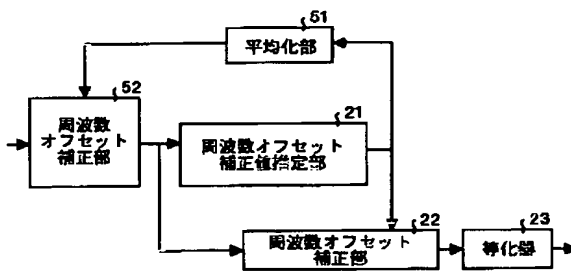 51
平均化部
52
周波数
オフセット
補正部
21
周波数オフセット
補正値推定部
22
周波数オフセット
補正部
23
等化器